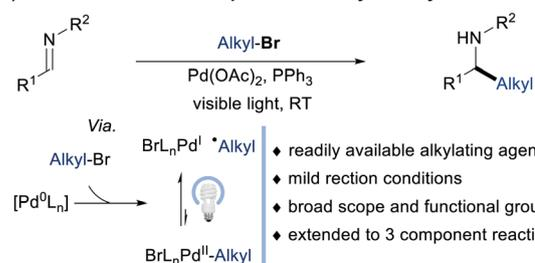 N R²
R¹
Alkyl-Br
Pd(OAc)₂, PPh₃
visible light, RT
HN R²
R¹ Alkyl
Via.
Alkyl-Br
[Pd⁰Lₙ]
BrLₙPdᴵ •Alkyl
BrLₙPdᴵᴵ-Alkyl
♦ readily available alkylating agen
♦ mild rection conditions
♦ broad scope and functional grou
♦ extended to 3 component reacti